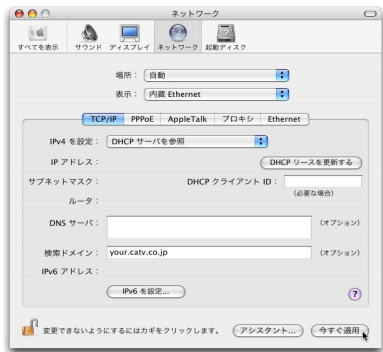 ネットワーク
すべてを表示 サウンド ディスプレイ ネットワーク 起動ディスク
場所： 自動
表示： 内蔵 Ethernet
TCP/IP PPPoE AppleTalk プロキシ Ethernet
IPv4 を設定： DHCP サーバを参照
IP アドレス： DHCP リースを更新する
サブネットマスク： DHCP クライアント ID：
(必要な場合)
ルータ：
DNS サーバ： (オプション)
検索ドメイン： your.catv.co.jp (オプション)
IPv6 アドレス：
IPv6 を設定... ?
変更できないようにするにはカギをクリックします。 アシスタント... 今すぐ適用